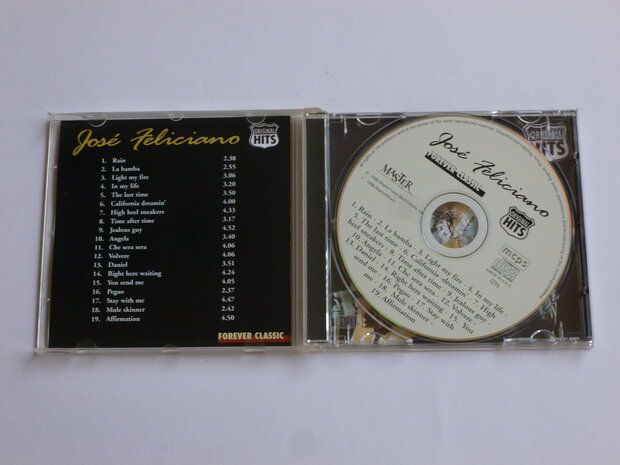 José Feliciano
ORIGINAL
HITS
1. Rain 2.38
2. La bamba 2.55
3. Light my fire 3.06
4. In my life 3.20
5. The last time 3.50
6. California dreamin' 4.00
7. High heel sneakers 4.33
8. Time after time 3.17
9. Jealous guy 4.52
10. Angela 3.40
11. Che sera sera 4.06
12. Volvere 4.06
13. Daniel 3.51
14. Right here waiting 4.24
15. You send me 4.05
16. Pegao 2.37
17. Stay with me 4.47
18. Mule skinner 2.42
19. Affirmation 4.50
FOREVER CLASSIC
José Feliciano
FOREVER CLASSIC
MASTER
ORIGINAL
HITS
mcps
1. Rain - 2. La bamba - 3. Light my fire - 4. In my life -
5. The last time - 6. California dreamin' - 7. High
heel sneakers - 8. Time after time - 9. Jealous guy
10. Angela - 11. Che sera sera - 12. Volvere -
13. Daniel - 14. Right here waiting - 15. You
send me - 16. Pegao - 17. Stay with
me - 18. Mule skinner -
19. Affirmation
ORIGINAL
HITS